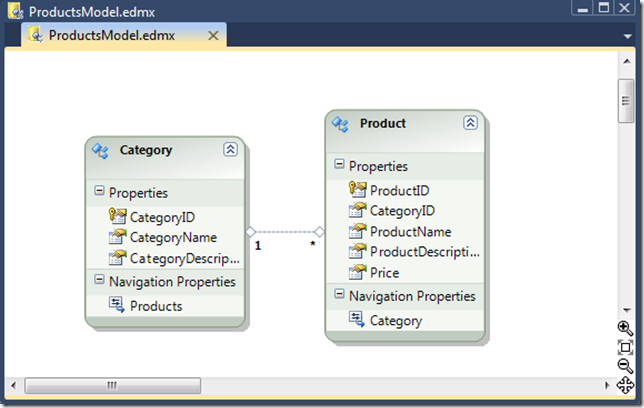 ProductsModel.edmx
ProductsModel.edmx
Category
Properties
CategoryID
CategoryName
CategoryDescrip...
Navigation Properties
Products
1
*
Product
Properties
ProductID
CategoryID
ProductName
ProductDescripti...
Price
Navigation Properties
Category